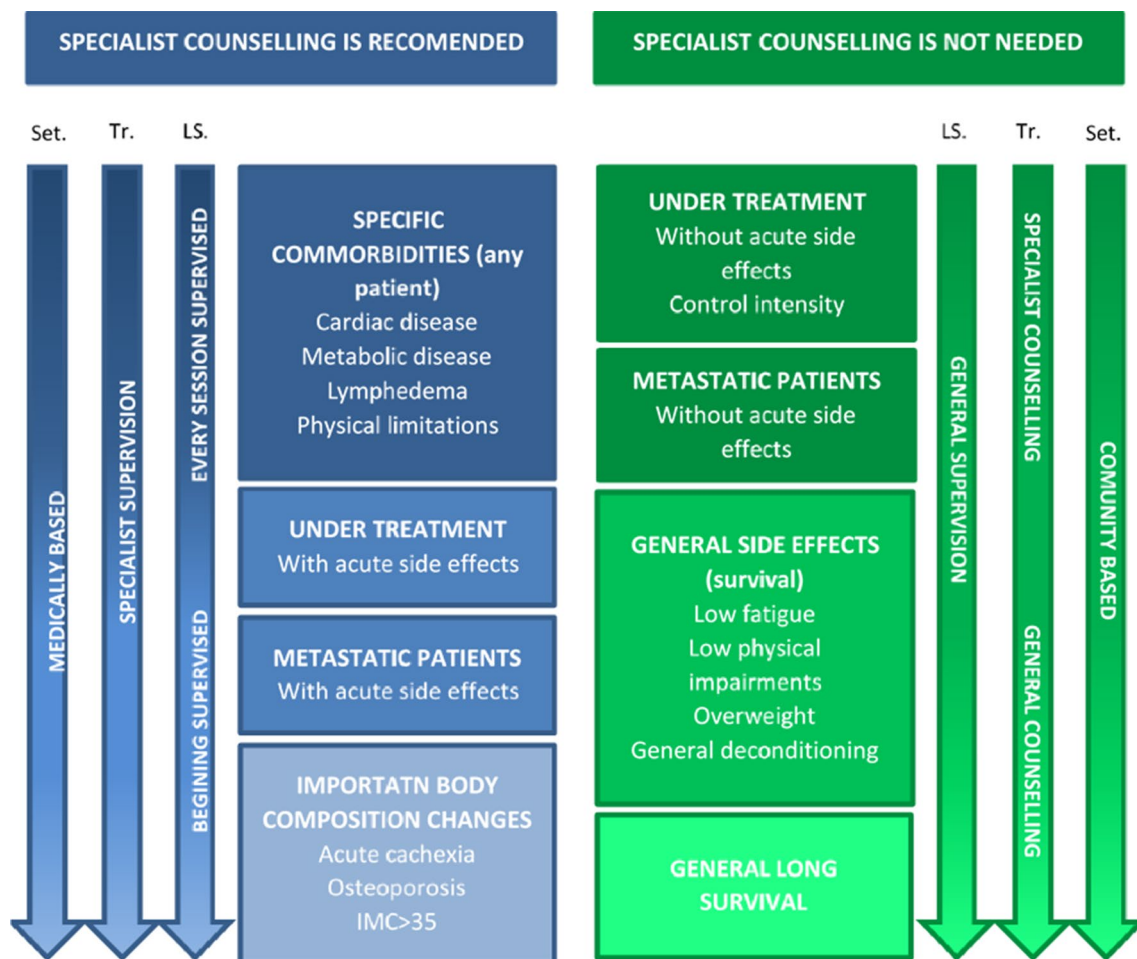 SPECIALIST COUNSELLING IS RECOMENDED
SPECIALIST COUNSELLING IS NOT NEEDED
Set.
Tr.
LS.
MEDICALLY BASED
SPECIALIST SUPERVISION
EVERY SESSION SUPERVISED
BEGINING SUPERVISED
SPECIFIC
COMMORBIDITIES (any
patient)
Cardiac disease
Metabolic disease
Lymphedema
Physical limitations
UNDER TREATMENT
With acute side effects
METASTATIC PATIENTS
With acute side effects
IMPORTATN BODY
COMPOSITION CHANGES
Acute cachexia
Osteoporosis
IMC>35
UNDER TREATMENT
Without acute side
effects
Control intensity
METASTATIC PATIENTS
Without acute side
effects
GENERAL SIDE EFFECTS
(survival)
Low fatigue
Low physical
impairments
Overweight
General deconditioning
GENERAL LONG
SURVIVAL
LS.
Tr.
Set.
GENERAL SUPERVISION
SPECIALIST COUNSELLING
GENERAL COUNSELLING
COMUNITY BASED